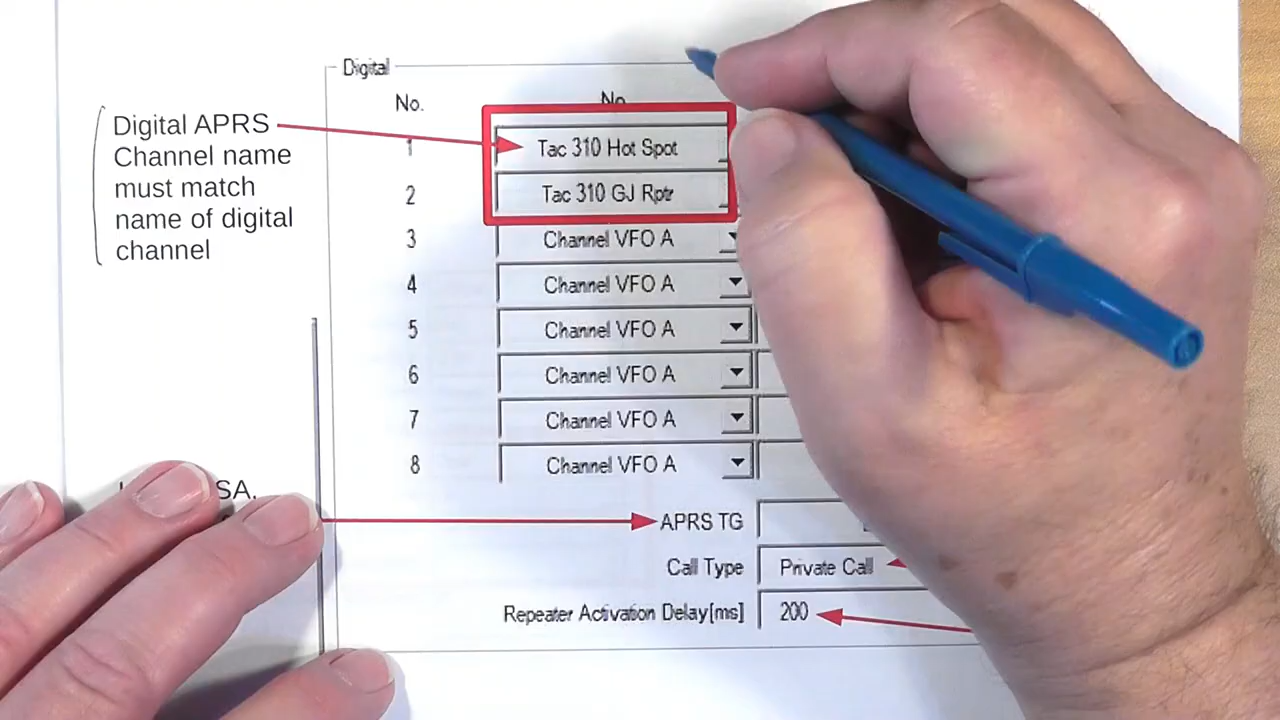 Digital
No. No.
Digital APRS
Channel name
must match
name of digital
channel
1 Tac 310 Hot Spot
2 Tac 310 GJ Rptr
3 Channel VFO A
4 Channel VFO A
5 Channel VFO A
6 Channel VFO A
7 Channel VFO A
8 Channel VFO A
SA,
APRS TG
Call Type Private Call
Repeater Activation Delay[ms] 200